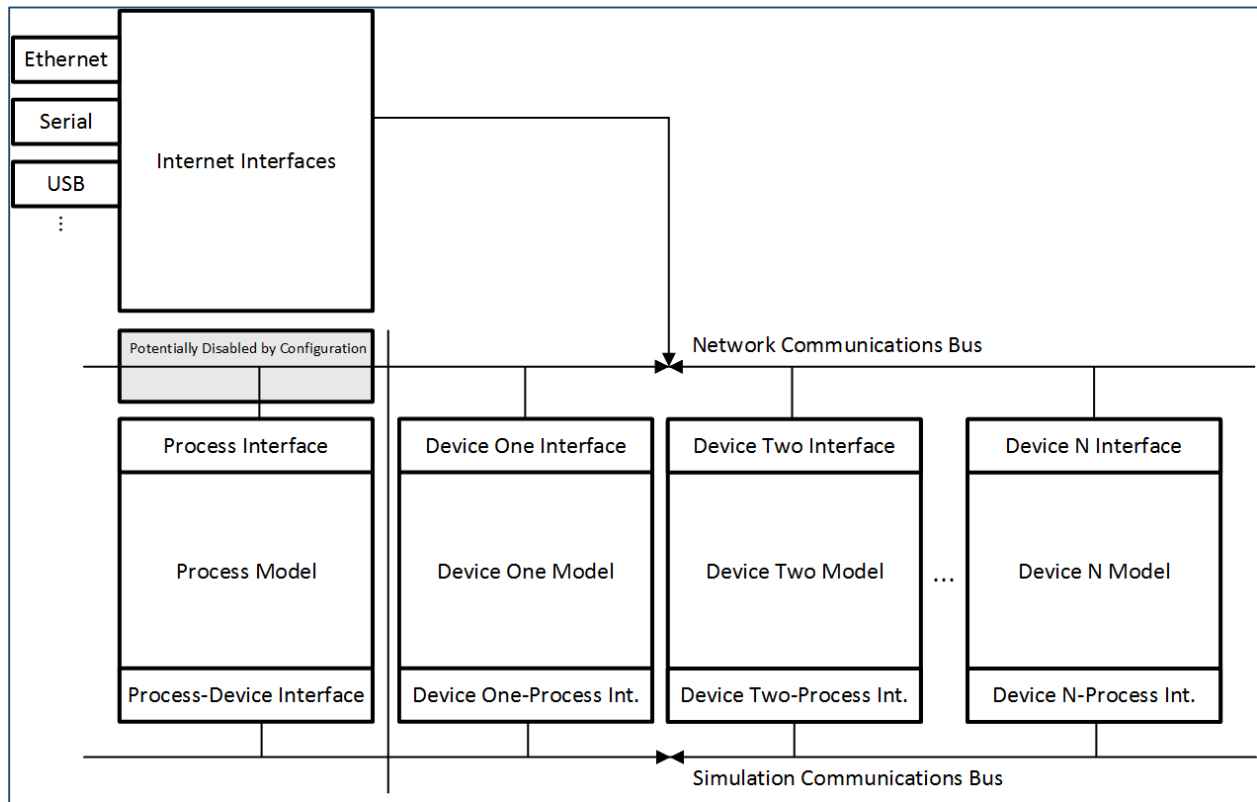 Ethernet
Serial
USB
⋮
Internet Interfaces
Potentially Disabled by Configuration
Network Communications Bus
Process Interface
Device One Interface
Device Two Interface
Device N Interface
Process Model
Device One Model
Device Two Model
...
Device N Model
Process-Device Interface
Device One-Process Int.
Device Two-Process Int.
Device N-Process Int.
Simulation Communications Bus